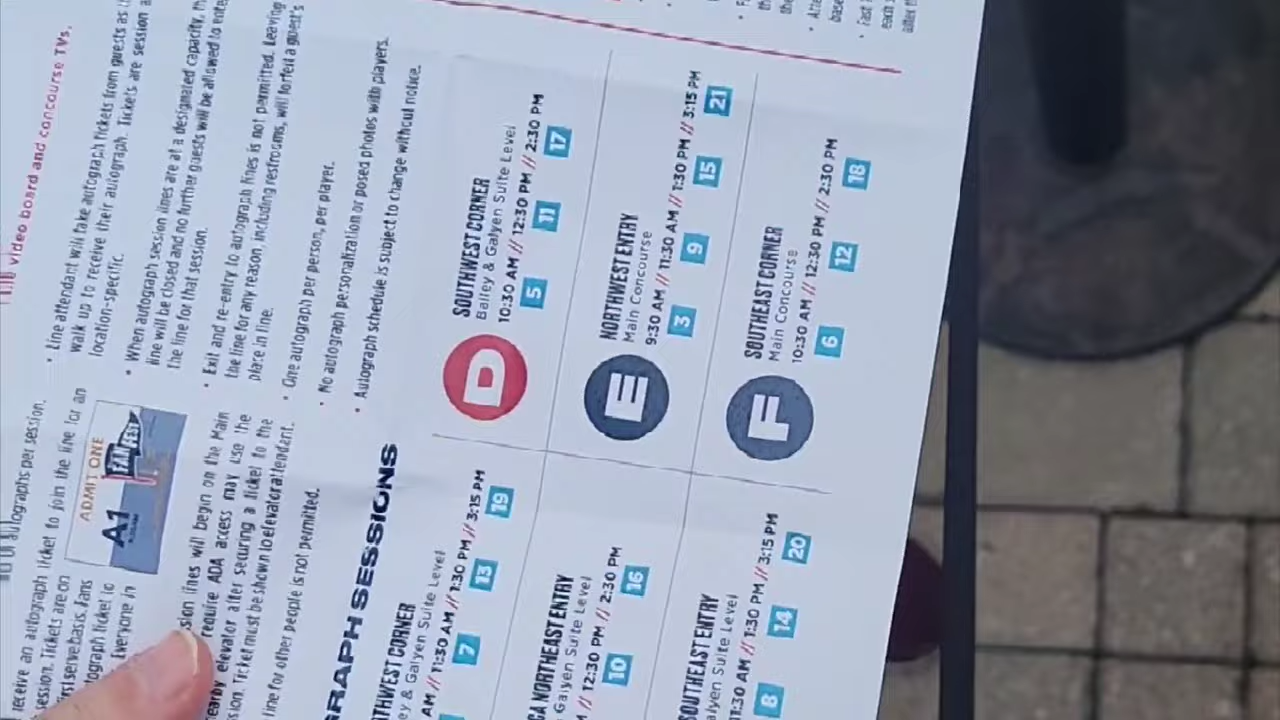 video board and concourse TVs.
autographs per session.
receive an autograph ticket to join the line for an
session. Tickets are on
first serve basis. Fans
autograph ticket to
Everyone in
ADMIT ONE
A1
FANFEST
lines will begin on the Main
require ADA access may use the
nearby elevator after securing a ticket to the
Ticket must be shown to elevator attendant.
line for other people is not permitted.
• Line attendant will take autograph tickets from guests as
walk up to receive their autograph. Tickets are session
location-specific.
• When autograph session lines are at a designated capacity,
line will be closed and no further guests will be allowed to
the line for that session.
• Exit and re-entry to autograph lines is not permitted. Leaving
the line for any reason, including restrooms, will forfeit a guest's
place in line.
• One autograph per person, per player.
• No autograph personalization or posed photos with players.
• Autograph schedule is subject to change without notice.
SESSIONS
CORNER
& Galyen Suite Level
AM // 11:30 AM // 1:30 PM // 3:15 PM
7 13 19
D
SOUTHWEST CORNER
Bailey & Galyen Suite Level
10:30 AM // 12:30 PM // 2:30 PM
5 11 17
NORTHEAST ENTRY
Galyen Suite Level
// 12:30 PM // 2:30 PM
10 16
E
NORTHWEST ENTRY
Main Concourse
9:30 AM // 11:30 AM // 1:30 PM // 3:15 PM
3 9 15 21
SOUTHEAST ENTRY
Suite Level
11:30 AM // 1:30 PM // 3:15 PM
8 14 20
F
SOUTHEAST CORNER
Main Concourse
10:30 AM // 12:30 PM // 2:30 PM
6 12 18